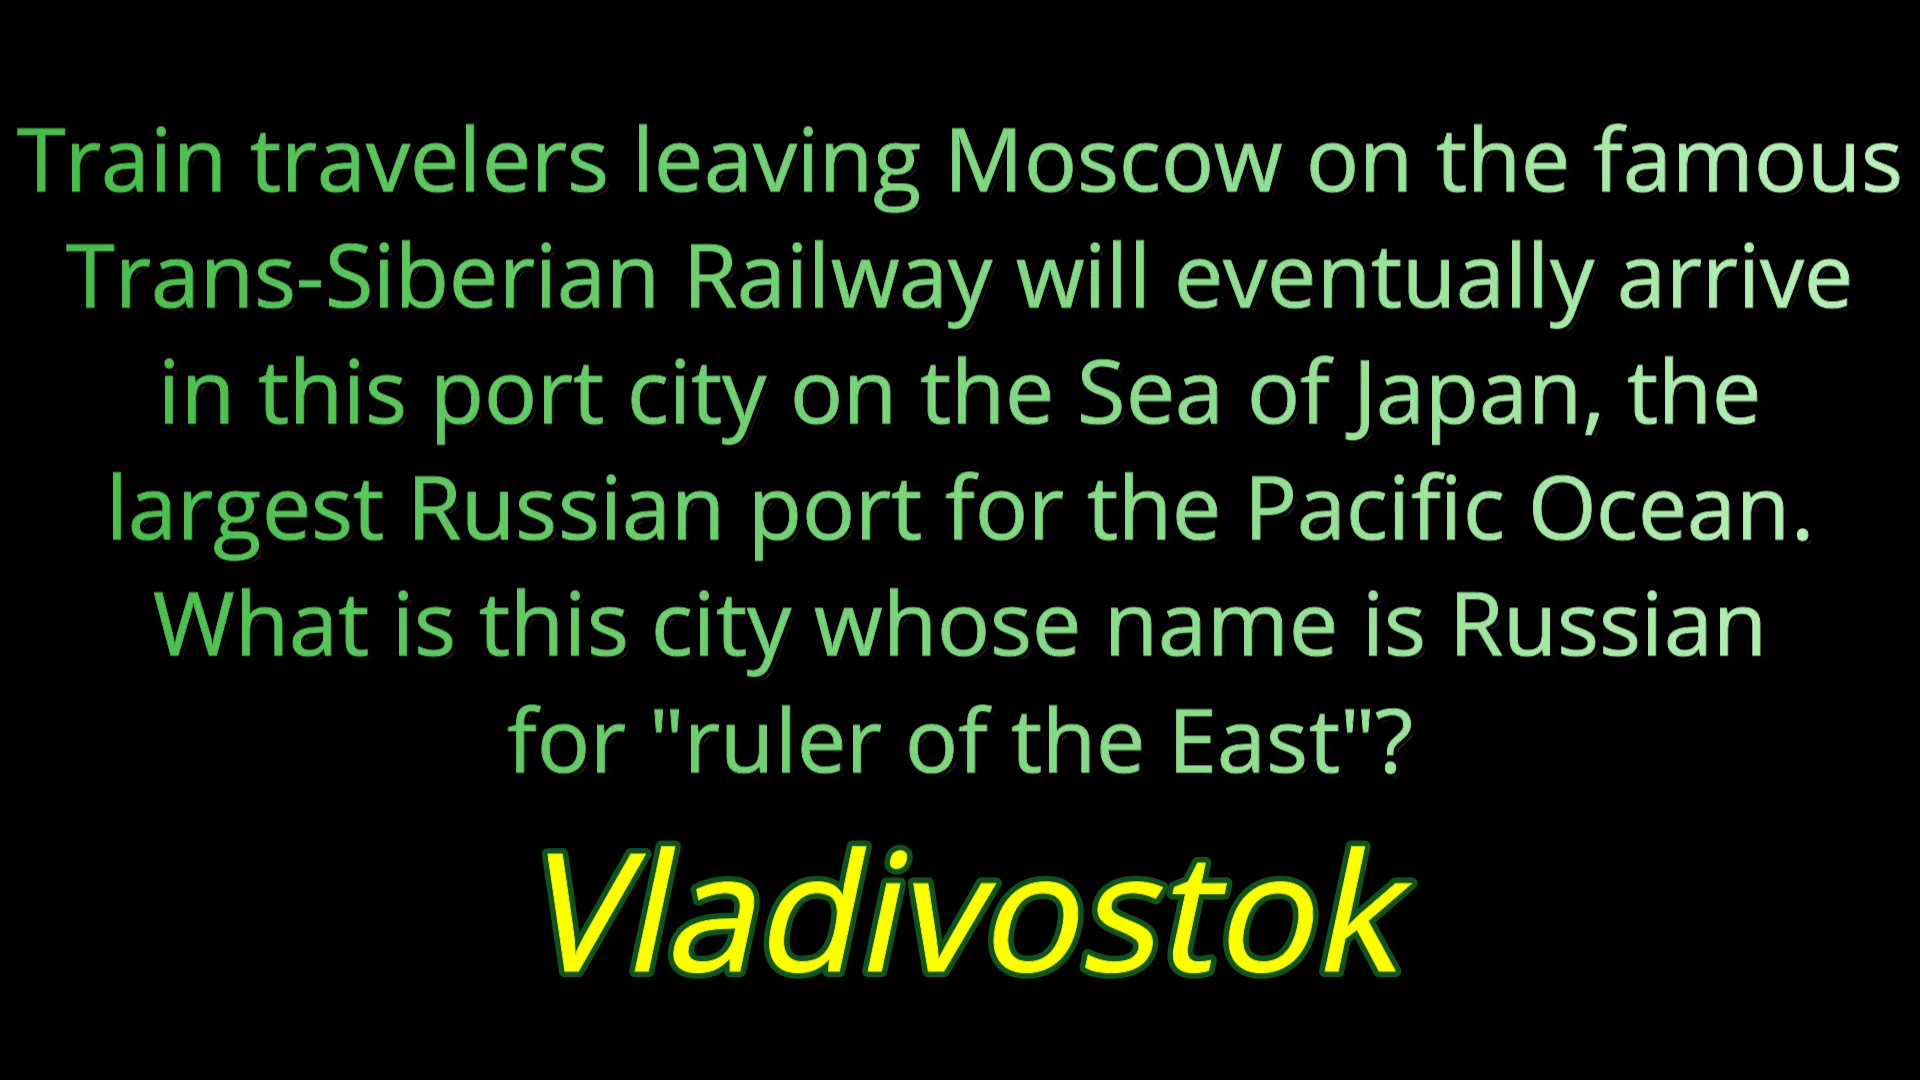 Train travelers leaving Moscow on the famous
Trans-Siberian Railway will eventually arrive
in this port city on the Sea of Japan, the
largest Russian port for the Pacific Ocean.
What is this city whose name is Russian
for "ruler of the East"?
Vladivostok